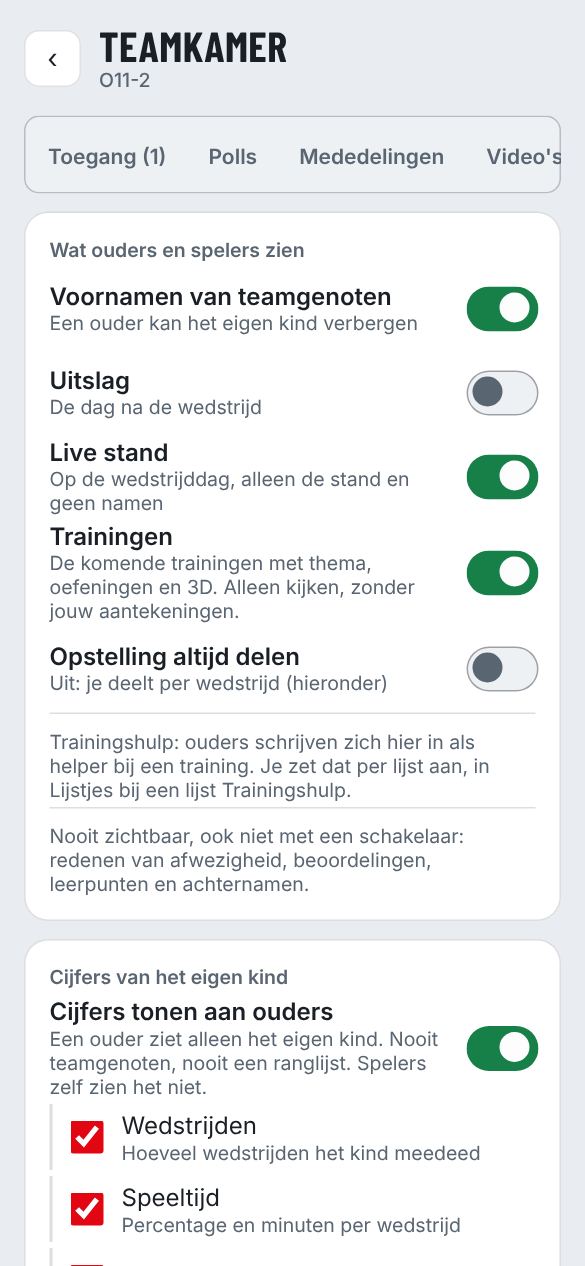 TEAMKAMER
O11-2
Toegang (1) Polls Mededelingen Video's
Wat ouders en spelers zien
Voornamen van teamgenoten
Een ouder kan het eigen kind verbergen
Uitslag
De dag na de wedstrijd
Live stand
Op de wedstrijddag, alleen de stand en
geen namen
Trainingen
De komende trainingen met thema,
oefeningen en 3D. Alleen kijken, zonder
jouw aantekeningen.
Opstelling altijd delen
Uit: je deelt per wedstrijd (hieronder)
Trainingshulp: ouders schrijven zich hier in als
helper bij een training. Je zet dat per lijst aan, in
Lijstjes bij een lijst Trainingshulp.
Nooit zichtbaar, ook niet met een schakelaar:
redenen van afwezigheid, beoordelingen,
leerpunten en achternamen.
Cijfers van het eigen kind
Cijfers tonen aan ouders
Een ouder ziet alleen het eigen kind. Nooit
teamgenoten, nooit een ranglijst. Spelers
zelf zien het niet.
Wedstrijden
Hoeveel wedstrijden het kind meedeed
Speeltijd
Percentage en minuten per wedstrijd